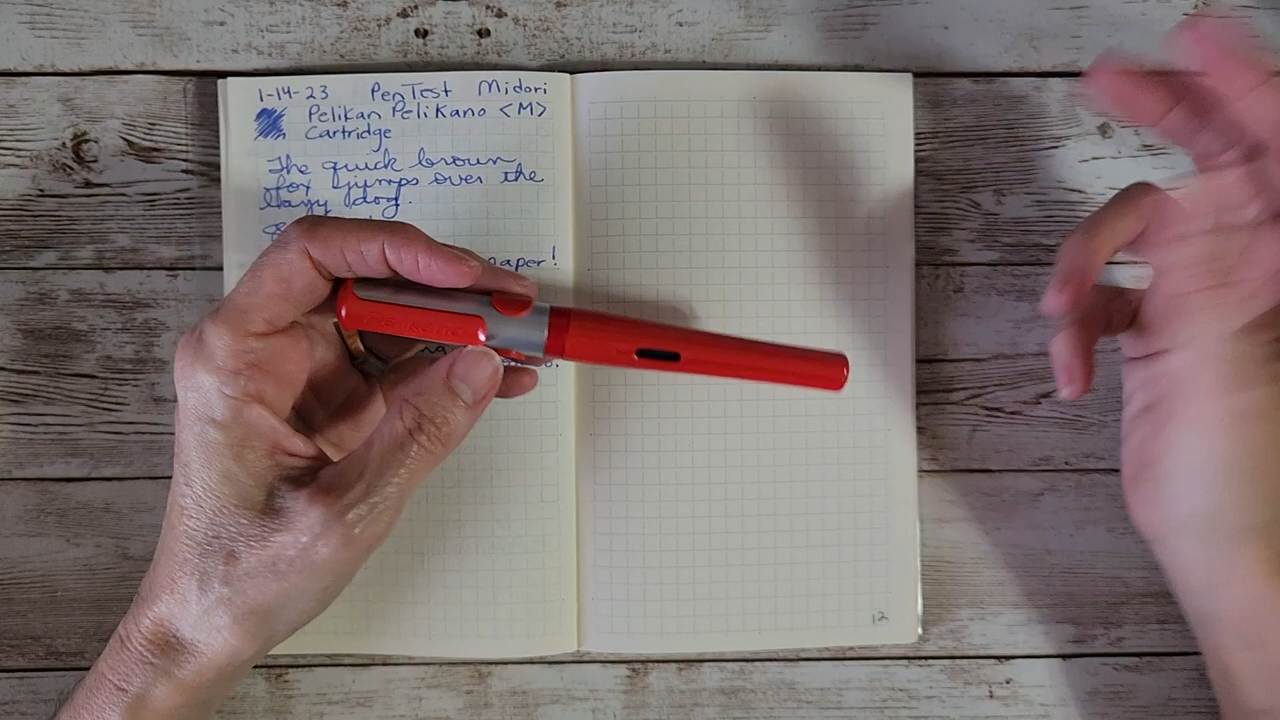 1-14-23 PenTest Midori
Pelikan Pelikano <M>
Cartridge
The quick brown
fox jumps over the
lazy dog.
paper!
Pelikano
12